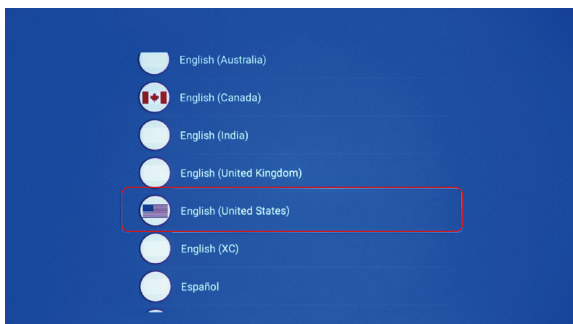 English (Australia)
English (Canada)
English (India)
English (United Kingdom)
English (United States)
English (XC)
Español